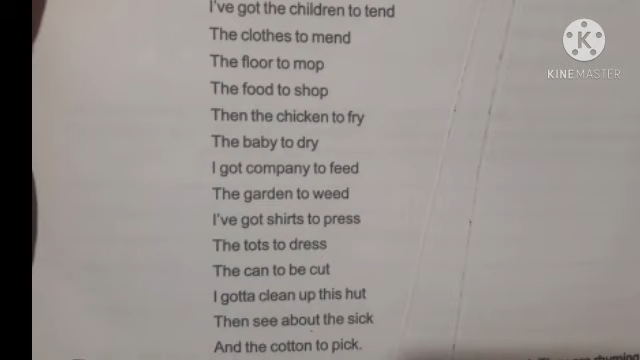 I've got the children to tend
The clothes to mend
The floor to mop
The food to shop
Then the chicken to fry
The baby to dry
I got company to feed
The garden to weed
I've got shirts to press
The tots to dress
The can to be cut
I gotta clean up this hut
Then see about the sick
And the cotton to pick.
KINEMASTER